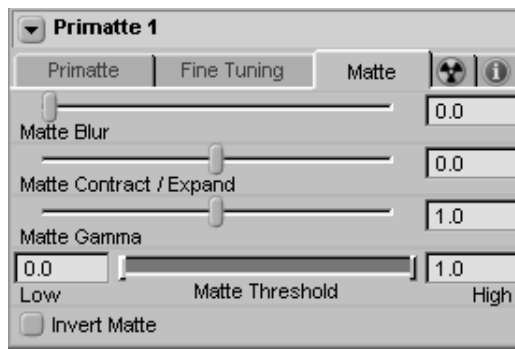 Primatte 1
Primatte Fine Tuning Matte
0.0
Matte Blur
0.0
Matte Contract / Expand
1.0
Matte Gamma
0.0 1.0
Low Matte Threshold High
Invert Matte